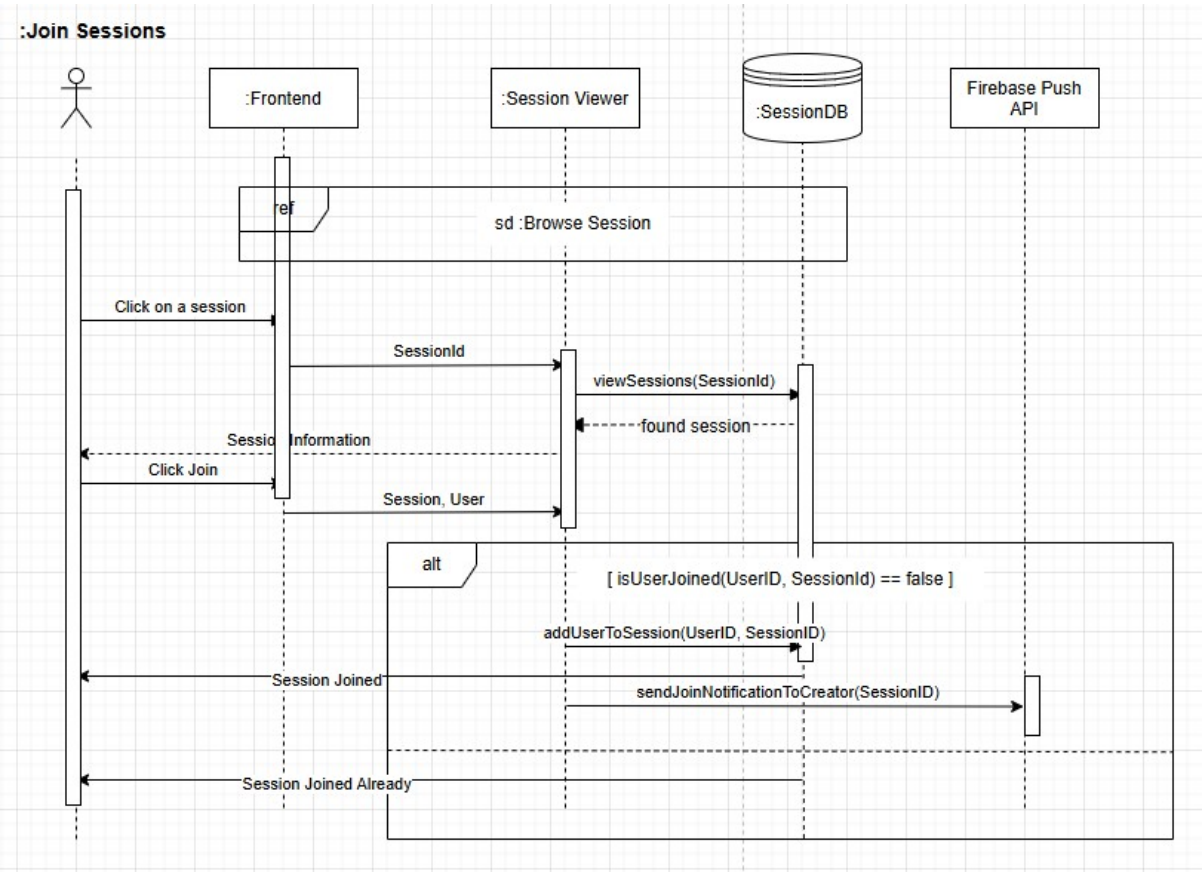 :Join Sessions
:Frontend
:Session Viewer
:SessionDB
Firebase Push
API
ref
sd :Browse Session
Click on a session
SessionId
viewSessions(SessionId)
found session
Session Information
Click Join
Session, User
alt
[ isUserJoined(UserID, SessionId) == false ]
addUserToSession(UserID, SessionID)
Session Joined
sendJoinNotificationToCreator(SessionID)
Session Joined Already